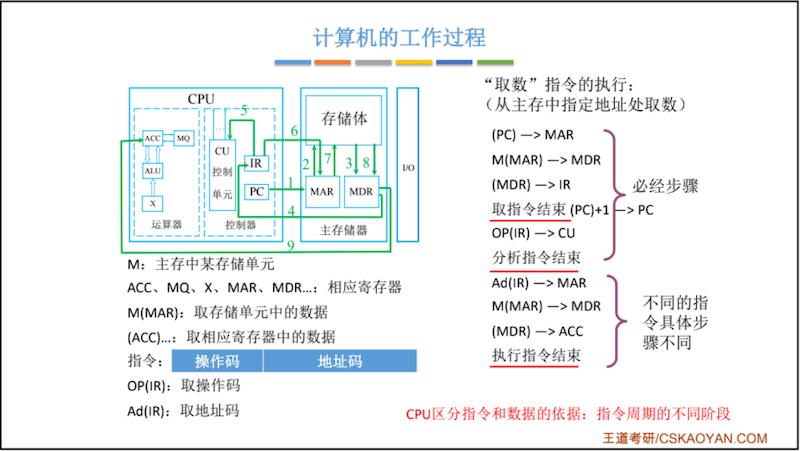 计算机的工作过程
CPU
ACC
MQ
ALU
X
运算器
CU
控制
单元
IR
PC
控制器
5
6
1
4
9
存储体
2
7
3
8
MAR
MDR
主存储器
I/O
M：主存中某存储单元
ACC、MQ、X、MAR、MDR…：相应寄存器
M(MAR)：取存储单元中的数据
(ACC)…：取相应寄存器中的数据
指令：
操作码
地址码
OP(IR)：取操作码
Ad(IR)：取地址码
“取数”指令的执行：
（从主存中指定地址处取数）
(PC) —> MAR
M(MAR) —> MDR
(MDR) —> IR
取指令结束 (PC)+1 —> PC
OP(IR) —> CU
分析指令结束
必经步骤
Ad(IR) —> MAR
M(MAR) —> MDR
(MDR) —> ACC
执行指令结束
不同的指
令具体步
骤不同
CPU区分指令和数据的依据：指令周期的不同阶段
王道考研/CSKAOYAN.COM